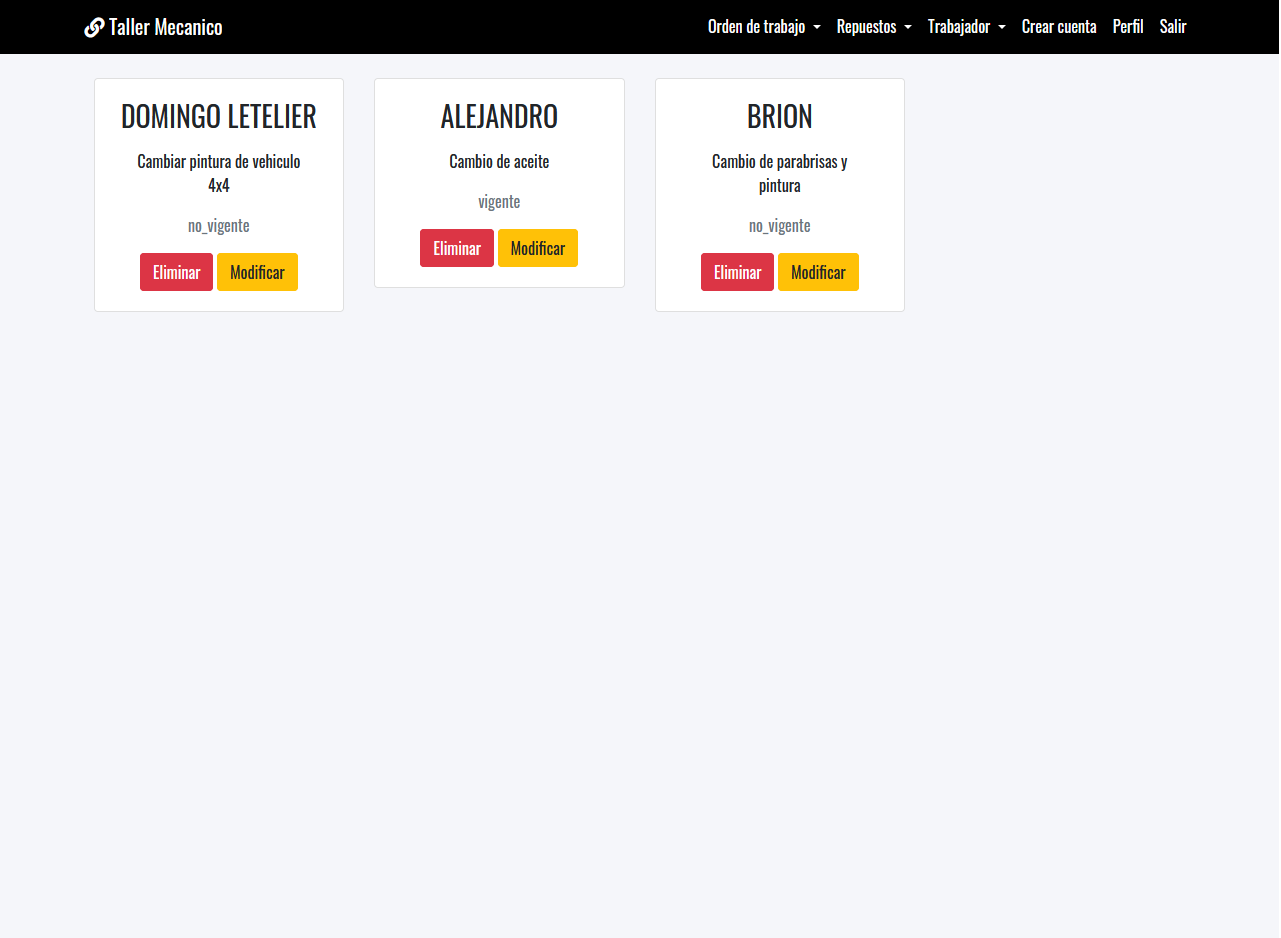 Taller Mecanico
Orden de trabajo Repuestos Trabajador Crear cuenta Perfil Salir
DOMINGO LETELIER
Cambiar pintura de vehiculo
4x4
no_vigente
Eliminar Modificar
ALEJANDRO
Cambio de aceite
vigente
Eliminar Modificar
BRION
Cambio de parabrisas y
pintura
no_vigente
Eliminar Modificar